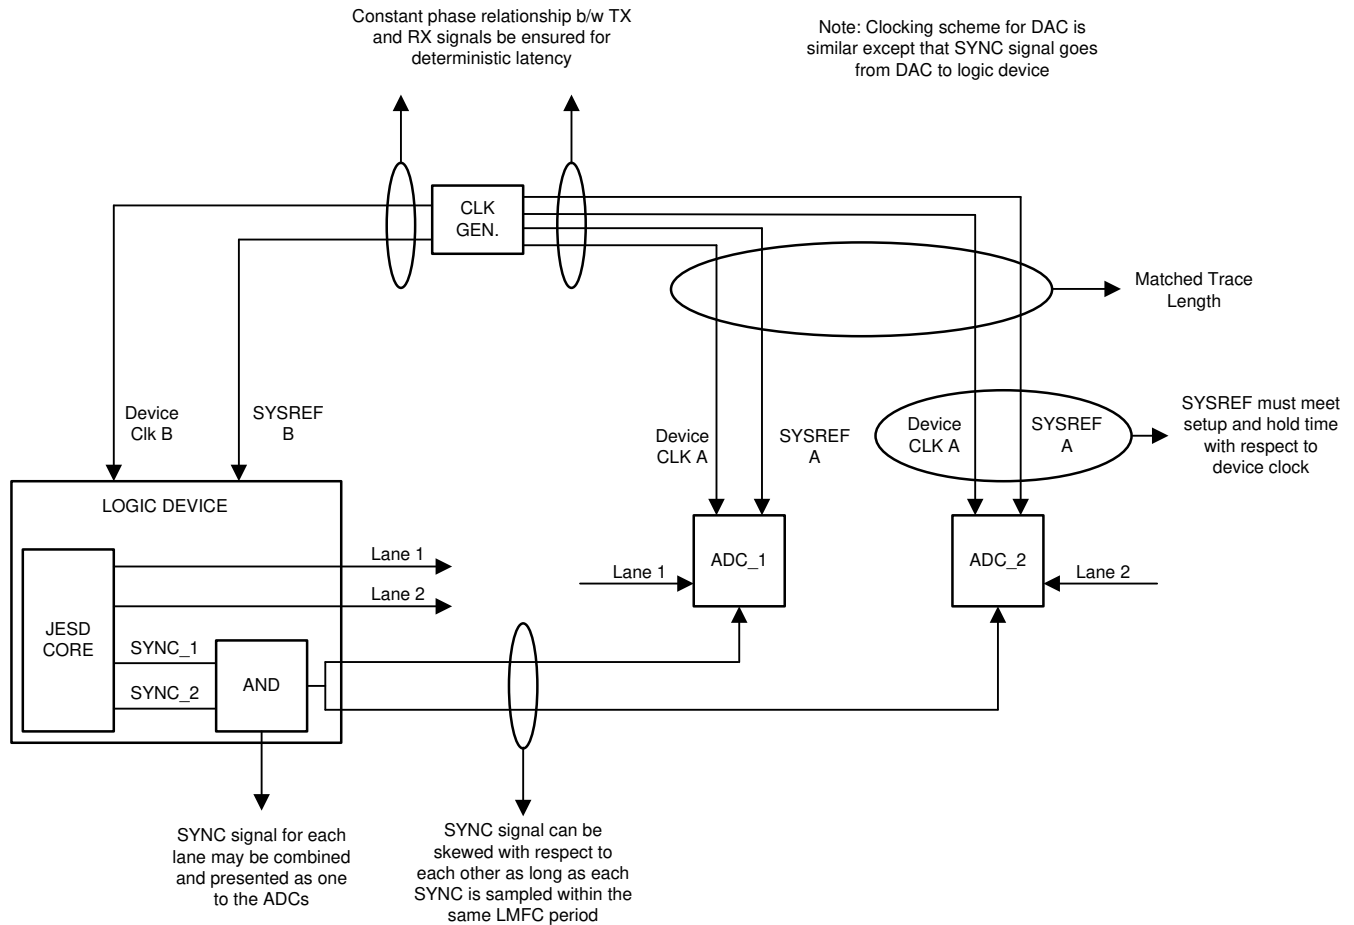 Constant phase relationship b/w TX
and RX signals be ensured for
deterministic latency
Note: Clocking scheme for DAC is
similar except that SYNC signal goes
from DAC to logic device
CLK
GEN.
Matched Trace
Length
Device
Clk B
SYSREF
B
Device
CLK A
SYSREF
A
Device
CLK A
SYSREF
A
SYSREF must meet
setup and hold time
with respect to
device clock
LOGIC DEVICE
JESD
CORE
Lane 1
Lane 2
SYNC_1
SYNC_2
AND
Lane 1
ADC_1
ADC_2
Lane 2
SYNC signal for each
lane may be combined
and presented as one
to the ADCs
SYNC signal can be
skewed with respect to
each other as long as each
SYNC is sampled within the
same LMFC period